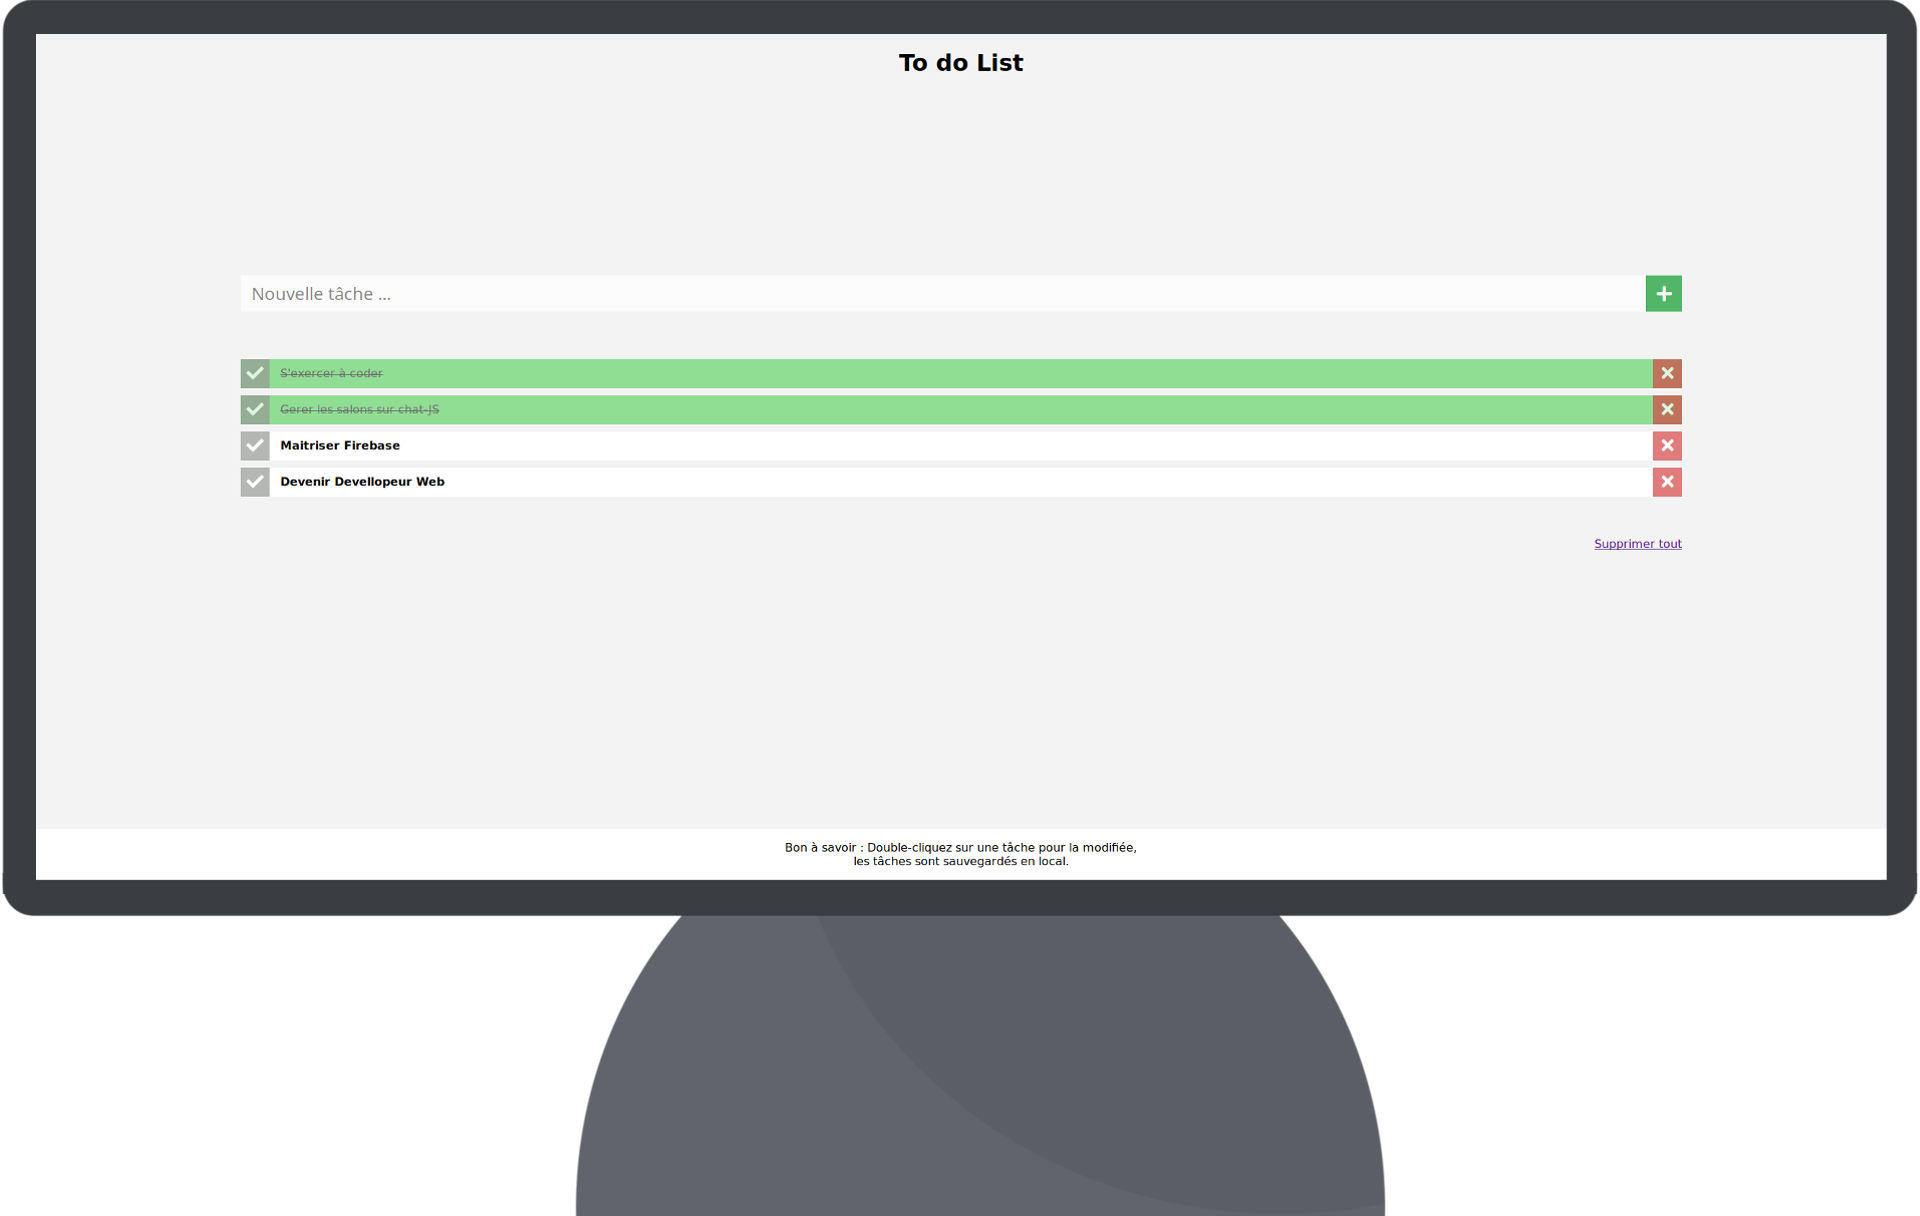 To do List
Nouvelle tâche ...
S'exercer à coder
Gerer les salons sur chat-JS
Maitriser Firebase
Devenir Devellopeur Web
Supprimer tout
Bon à savoir : Double-cliquez sur une tâche pour la modifiée,
les tâches sont sauvegardés en local.